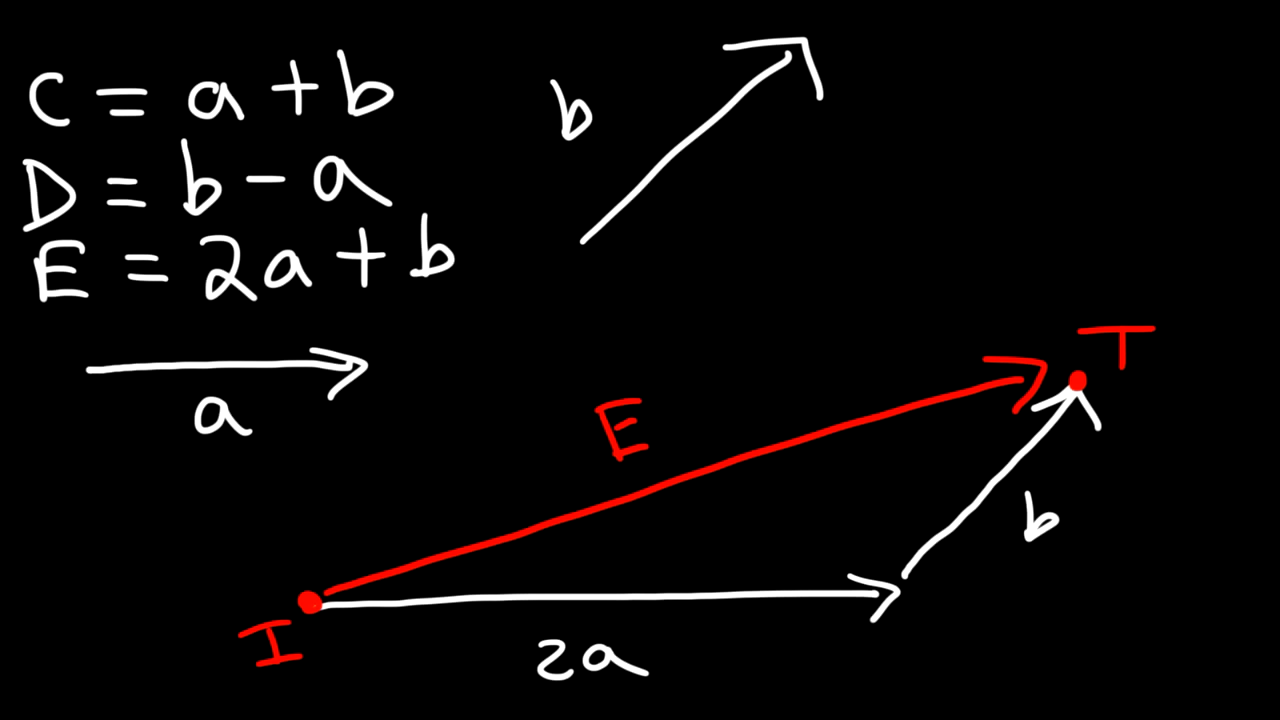 C = a + b
D = b - a
E = 2a + b
b
a
E
T
b
I
2a